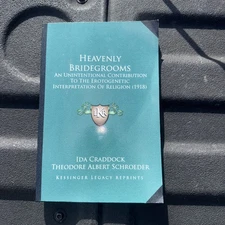 Heavenly
Bridegrooms
An Unintentional Contribution
To The Erotogenetic
Interpretation Of Religion (1918)
Ida Craddock
Theodore Albert Schroeder
Kessinger Legacy Reprints